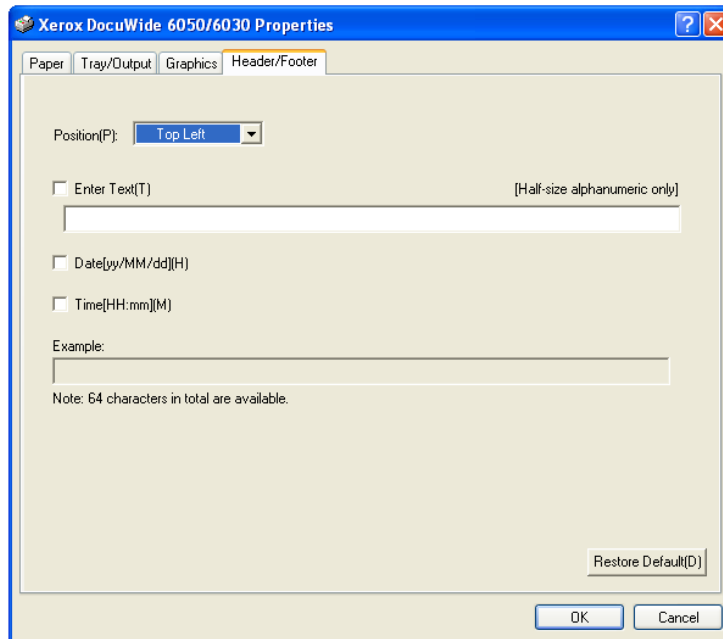 Xerox DocuWide 6050/6030 Properties
Paper Tray/Output Graphics Header/Footer
Position(P): Top Left
Enter Text(T) [Half-size alphanumeric only]
Date[yy/MM/dd](H)
Time[HH:mm](M)
Example:
Note: 64 characters in total are available.
Restore Default(D)
OK Cancel